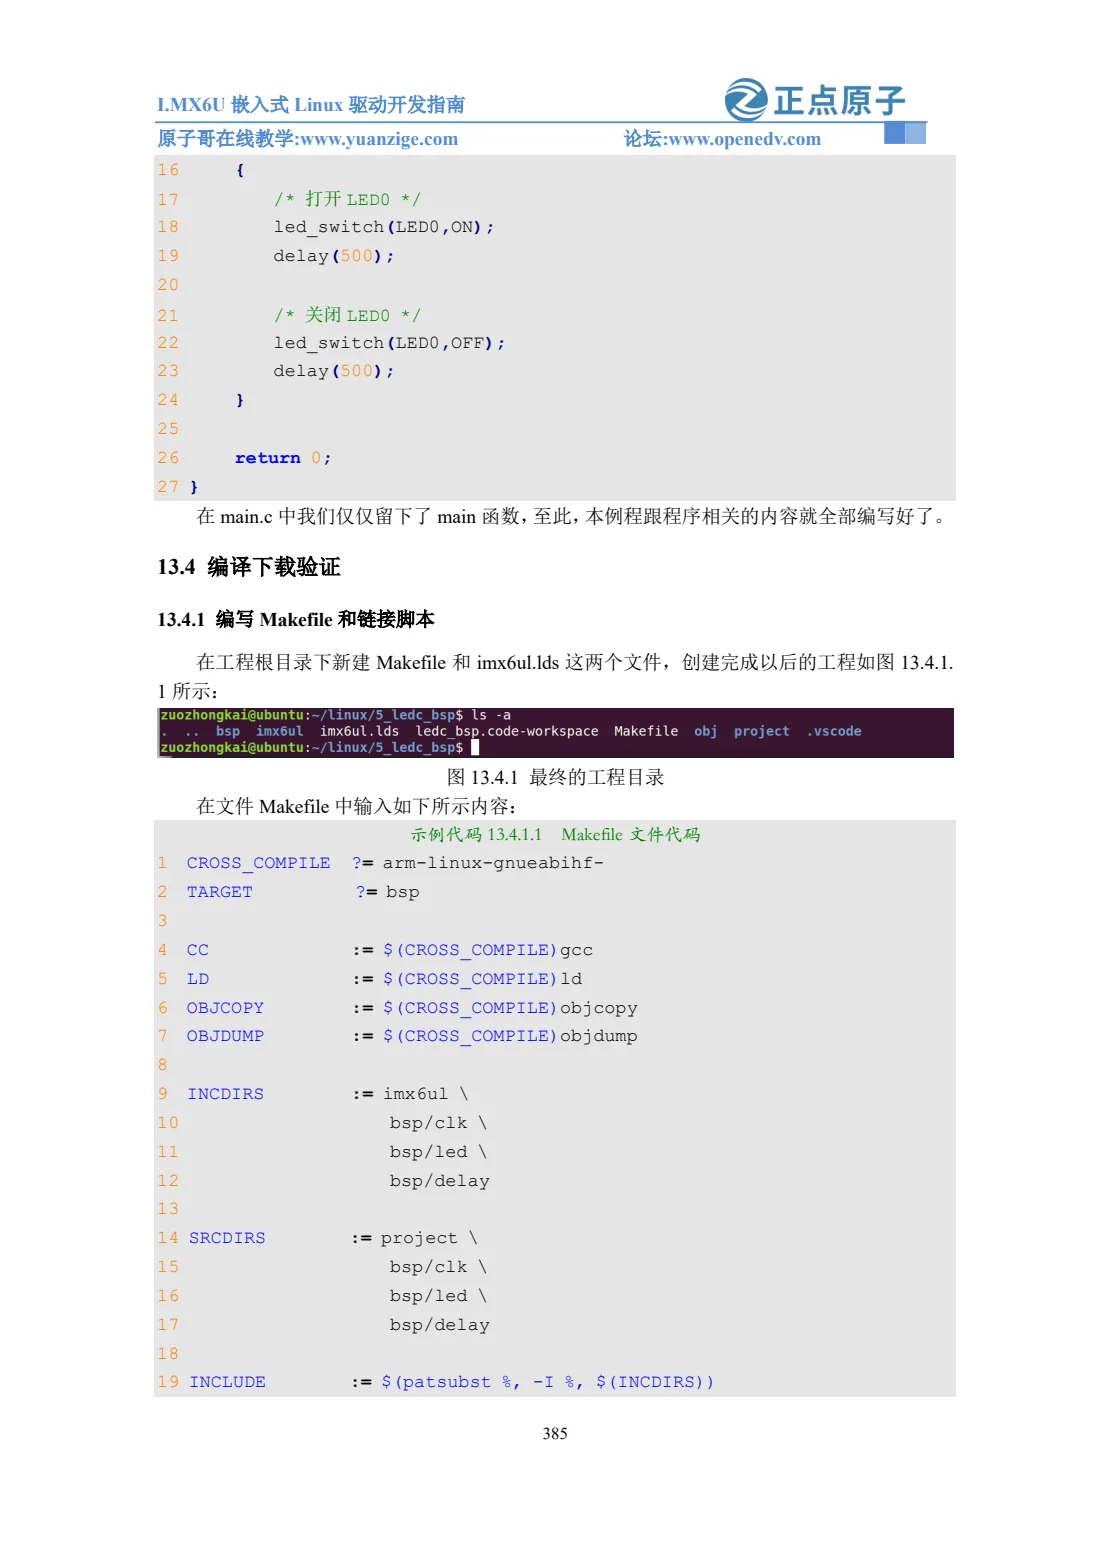 I.MX6U 嵌入式 Linux 驱动开发指南
正点原子
原子哥在线教学:www.yuanzige.com 论坛:www.openedv.com
16 {
17 /* 打开 LED0 */
18 led_switch(LED0,ON);
19 delay(500);
20
21 /* 关闭 LED0 */
22 led_switch(LED0,OFF);
23 delay(500);
24 }
25
26 return 0;
27 }
在 main.c 中我们仅仅留下了 main 函数，至此，本例程跟程序相关的内容就全部编写好了。
13.4 编译下载验证
13.4.1 编写 Makefile 和链接脚本
在工程根目录下新建 Makefile 和 imx6ul.lds 这两个文件，创建完成以后的工程如图 13.4.1.
1 所示：
zuozhongkai@ubuntu:~/linux/5_ledc_bsp$ ls -a
. .. bsp imx6ul imx6ul.lds ledc_bsp.code-workspace Makefile obj project .vscode
zuozhongkai@ubuntu:~/linux/5_ledc_bsp$
图 13.4.1 最终的工程目录
在文件 Makefile 中输入如下所示内容：
示例代码 13.4.1.1 Makefile 文件代码
1 CROSS_COMPILE ?= arm-linux-gnueabihf-
2 TARGET ?= bsp
3
4 CC := $(CROSS_COMPILE)gcc
5 LD := $(CROSS_COMPILE)ld
6 OBJCOPY := $(CROSS_COMPILE)objcopy
7 OBJDUMP := $(CROSS_COMPILE)objdump
8
9 INCDIRS := imx6ul \
10 bsp/clk \
11 bsp/led \
12 bsp/delay
13
14 SRCDIRS := project \
15 bsp/clk \
16 bsp/led \
17 bsp/delay
18
19 INCLUDE := $(patsubst %, -I %, $(INCDIRS))
385